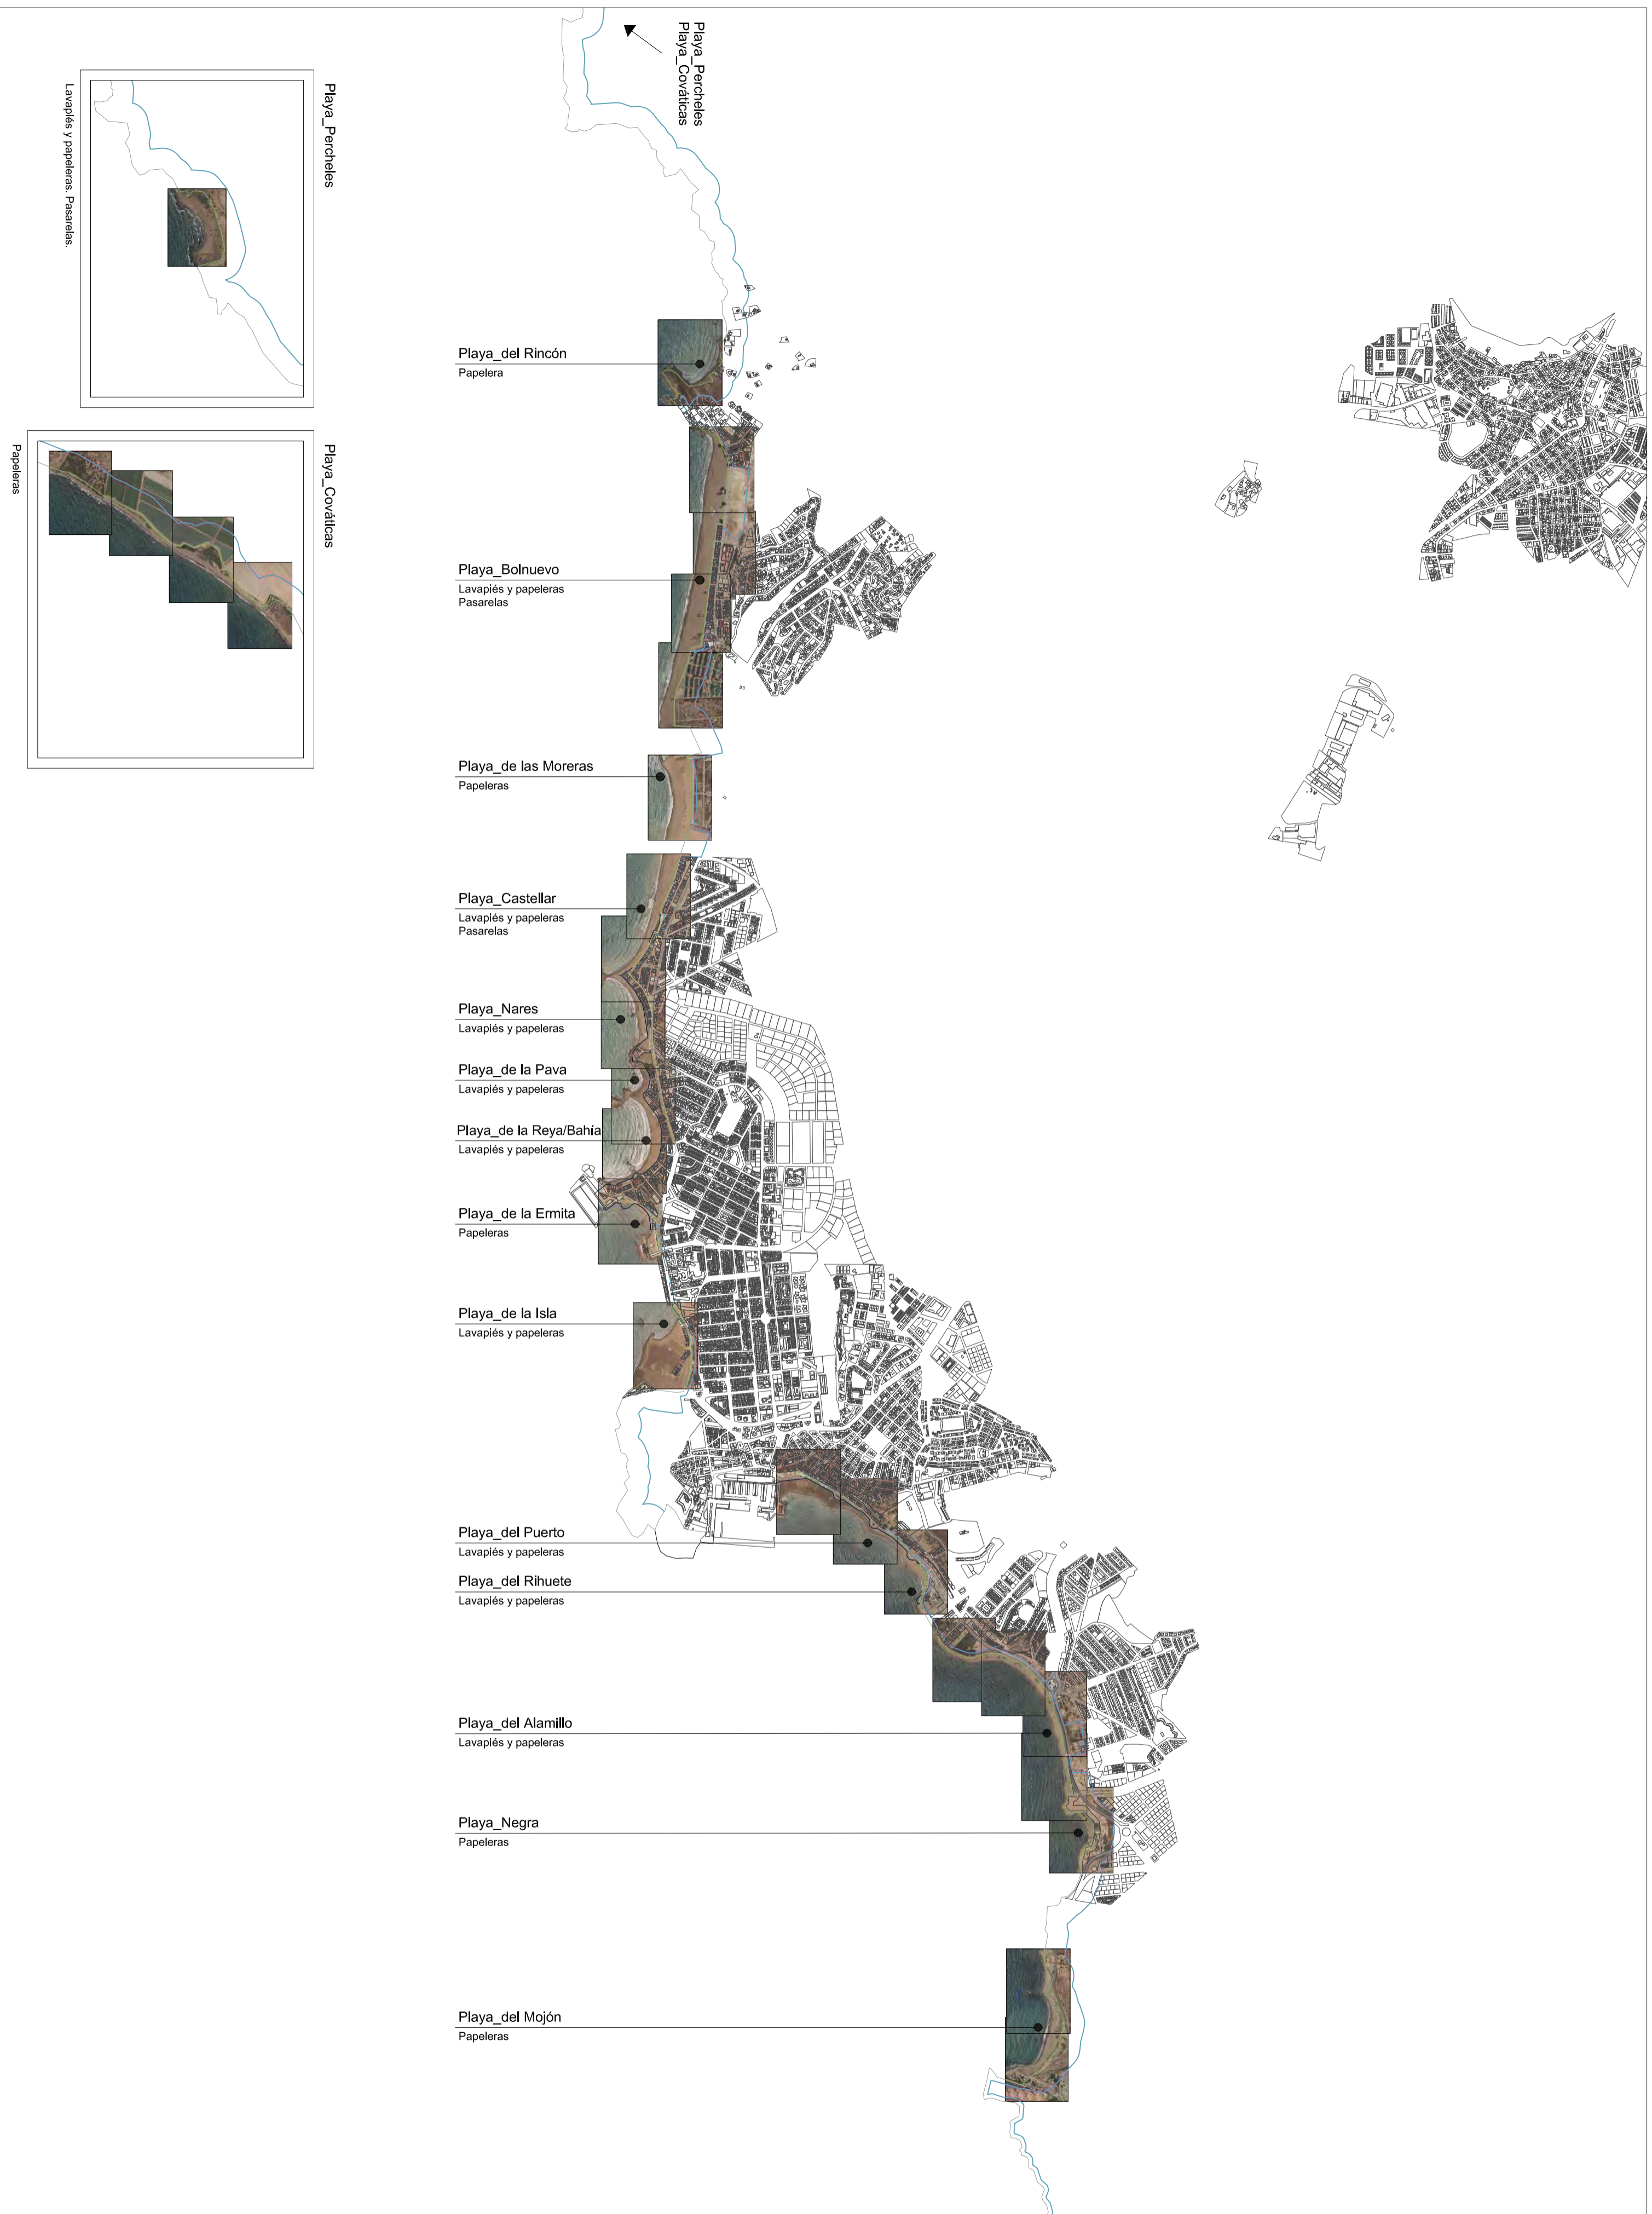 Playa_Percheles
Playa_Cováticas
Playa_Percheles
Lavapiés y papeleras. Pasarelas.
Playa_Cováticas
Papeleras
Playa_del Rincón
Papelera
Playa_Bolnuevo
Lavapiés y papeleras
Pasarelas
Playa_de las Moreras
Papeleras
Playa_Castellar
Lavapiés y papeleras
Pasarelas
Playa_Nares
Lavapiés y papeleras
Playa_de la Pava
Lavapiés y papeleras
Playa_de la Reya/Bahía
Lavapiés y papeleras
Playa_de la Ermita
Papeleras
Playa_de la Isla
Lavapiés y papeleras
Playa_del Puerto
Lavapiés y papeleras
Playa_del Rihuete
Lavapiés y papeleras
Playa_del Alamillo
Lavapiés y papeleras
Playa_Negra
Papeleras
Playa_del Mojón
Papeleras